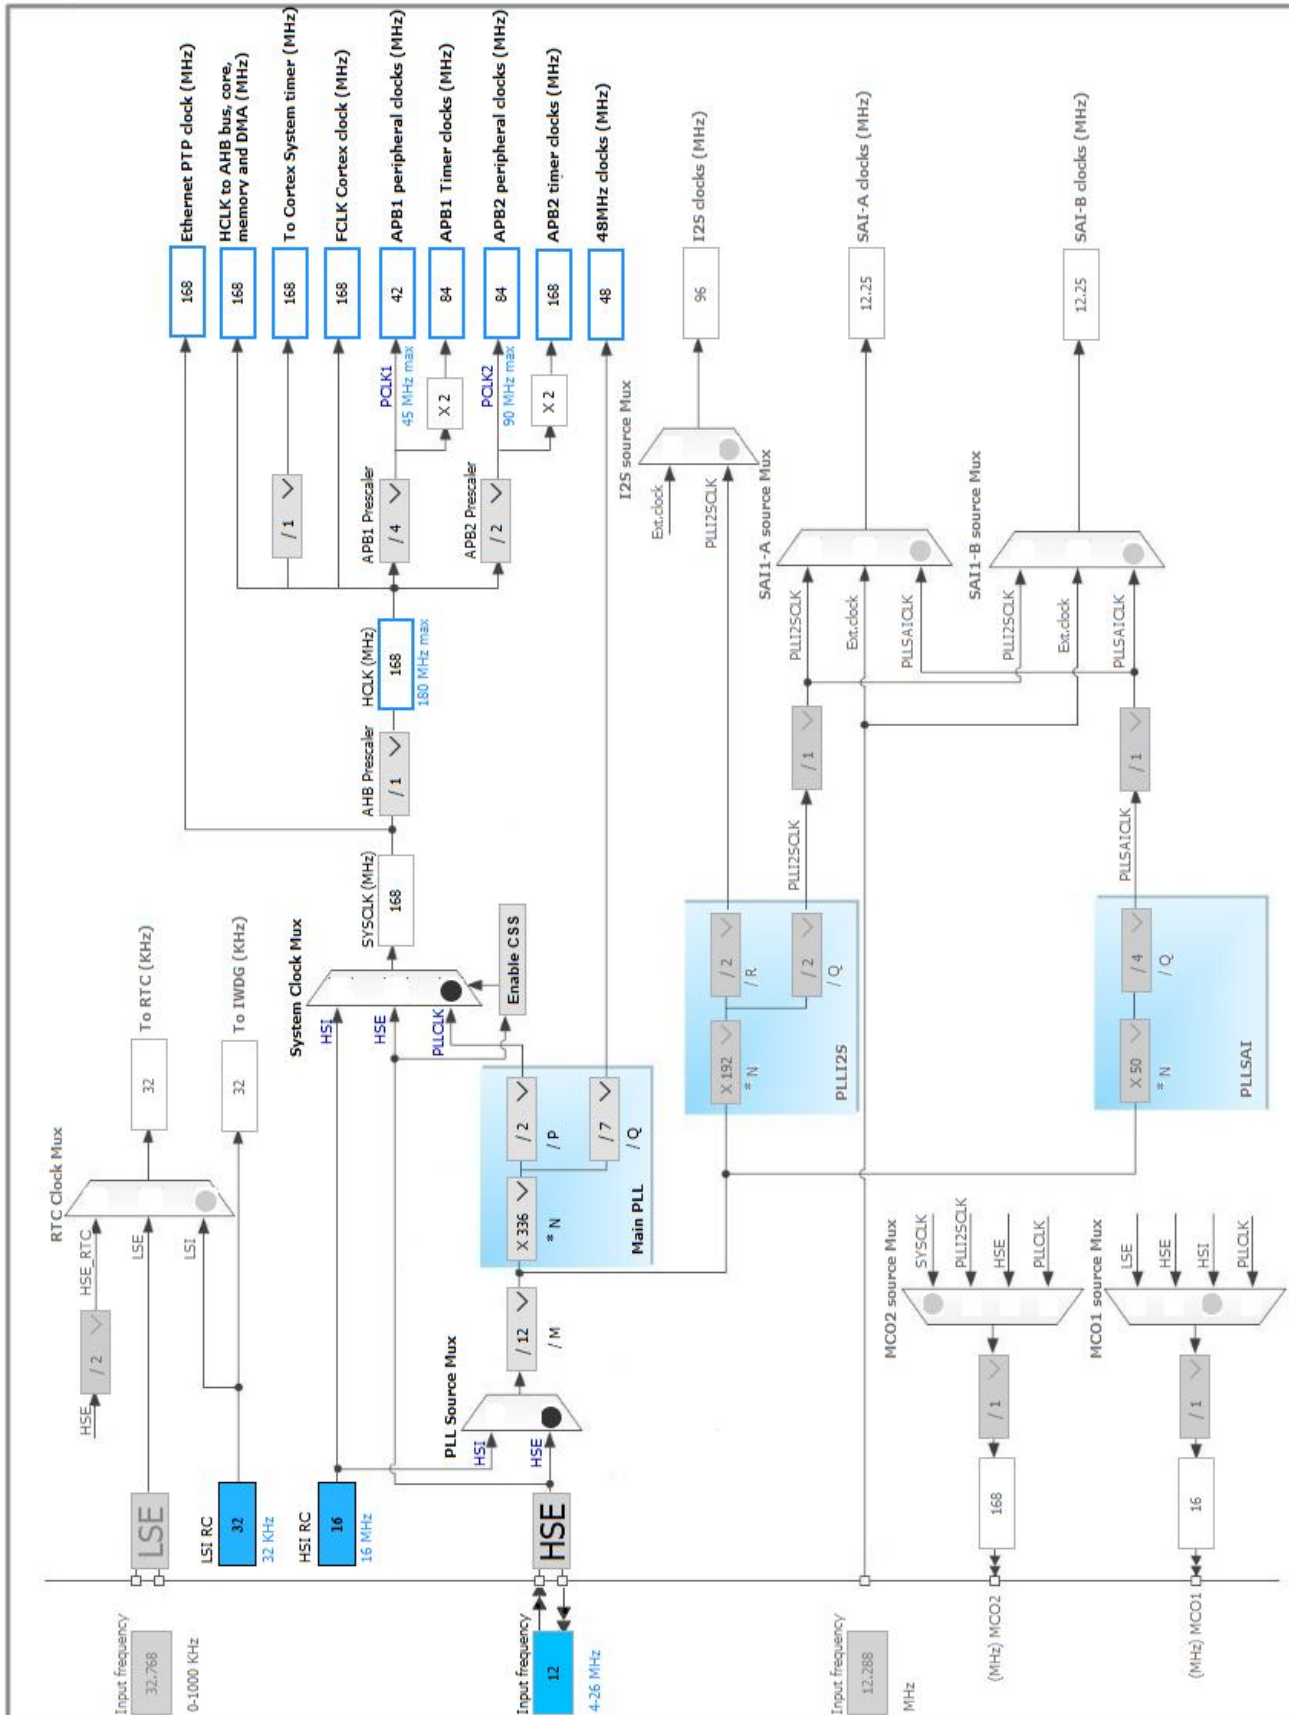 Input frequency
32.768
0-1000 KHz
LSE
LSI RC
32
32 KHz
HSI RC
16
16 MHz
Input frequency
12
4-26 MHz
HSE
Input frequency
12.288
MHz
HSE
/ 2
HSE_RTC
LSE
LSI
RTC Clock Mux
32
To RTC (KHz)
32
To IWDG (KHz)
PLL Source Mux
HSI
HSE
/ 12
/ M
X 336
* N
/ 2
/ P
/ 7
/ Q
Main PLL
System Clock Mux
HSI
HSE
PLLCLK
Enable CSS
SYSCLK (MHz)
168
AHB Prescaler
/ 1
HCLK (MHz)
168
180 MHz max
/ 1
APB1 Prescaler
/ 4
PCLK1
45 MHz max
X 2
APB2 Prescaler
/ 2
PCLK2
90 MHz max
X 2
168
Ethernet PTP clock (MHz)
168
HCLK to AHB bus, core,
memory and DMA (MHz)
168
To Cortex System timer (MHz)
168
FCLK Cortex clock (MHz)
42
APB1 peripheral clocks (MHz)
84
APB1 Timer clocks (MHz)
84
APB2 peripheral clocks (MHz)
168
APB2 timer clocks (MHz)
48
48MHz clocks (MHz)
X 192
* N
/ 2
/ R
/ 2
/ Q
PLLI2S
PLLI2SCLK
/ 1
I2S source Mux
Ext.clock
PLLI2SCLK
96
I2S clocks (MHz)
SAI1-A source Mux
PLLI2SCLK
Ext.clock
PLLSAICLK
12.25
SAI-A clocks (MHz)
SAI1-B source Mux
PLLI2SCLK
Ext.clock
PLLSAICLK
12.25
SAI-B clocks (MHz)
X 50
* N
/ 4
/ Q
PLLSAI
PLLSAICLK
/ 1
MCO2 source Mux
SYSCLK
PLLI2SCLK
HSE
PLLCLK
/ 1
168
(MHz) MCO2
MCO1 source Mux
LSE
HSE
HSI
PLLCLK
/ 1
16
(MHz) MCO1